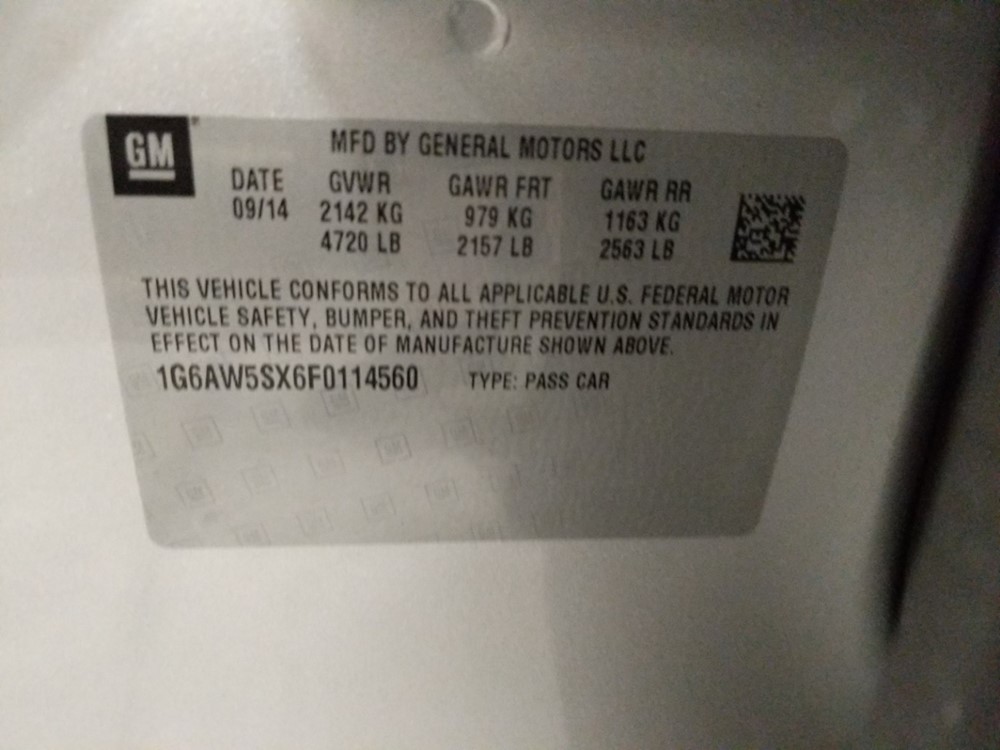 GM
MFD BY GENERAL MOTORS LLC
DATE GVWR GAWR FRT GAWR RR
09/14 2142 KG 979 KG 1163 KG
4720 LB 2157 LB 2563 LB
THIS VEHICLE CONFORMS TO ALL APPLICABLE U.S. FEDERAL MOTOR
VEHICLE SAFETY, BUMPER, AND THEFT PREVENTION STANDARDS IN
EFFECT ON THE DATE OF MANUFACTURE SHOWN ABOVE.
1G6AW5SX6F0114560 TYPE: PASS CAR